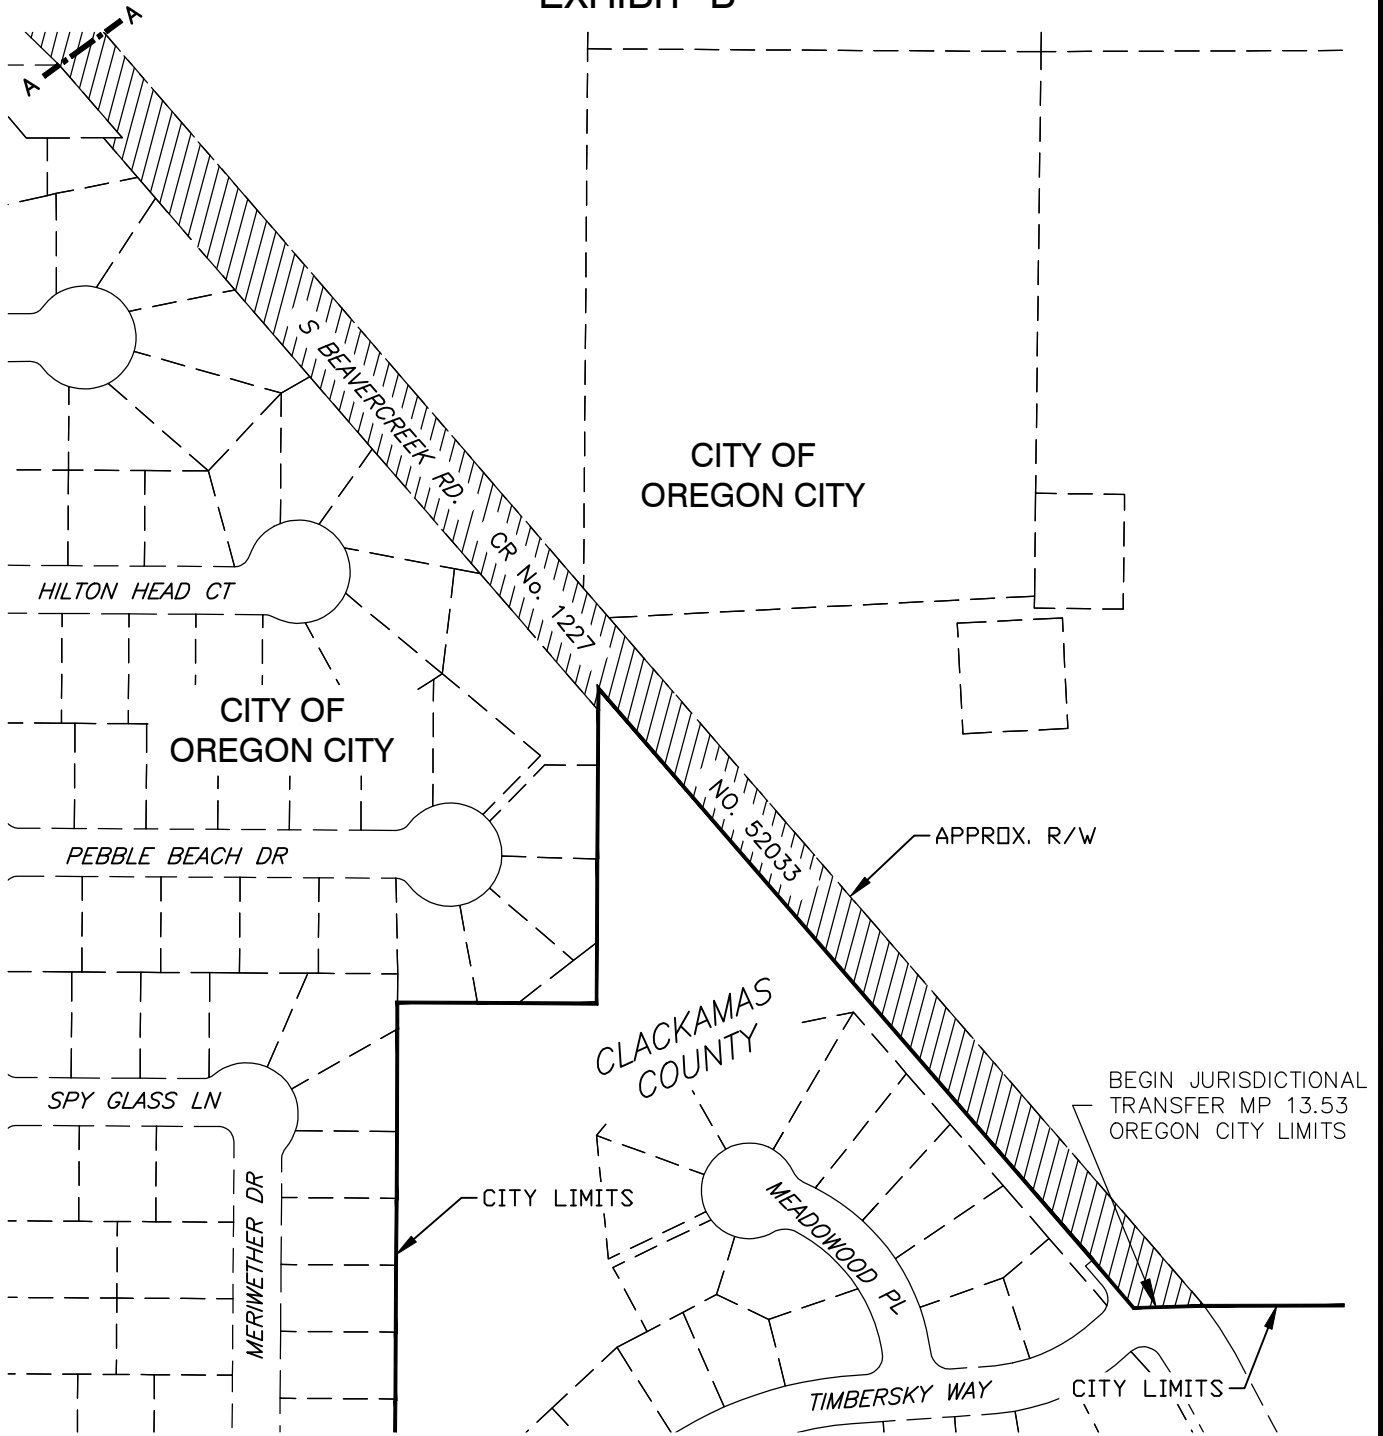 EXHIBIT "B"
A
A
S BEAVERCREEK RD.
CR No. 1227
CITY OF
OREGON CITY
HILTON HEAD CT
CITY OF
OREGON CITY
NO. 52033
APPROX. R/W
PEBBLE BEACH DR
CLACKAMAS
COUNTY
BEGIN JURISDICTIONAL
TRANSFER MP 13.53
OREGON CITY LIMITS
SPY GLASS LN
CITY LIMITS
MERIWETHER DR
MEADOWOOD PL
TIMBERSKY WAY
CITY LIMITS